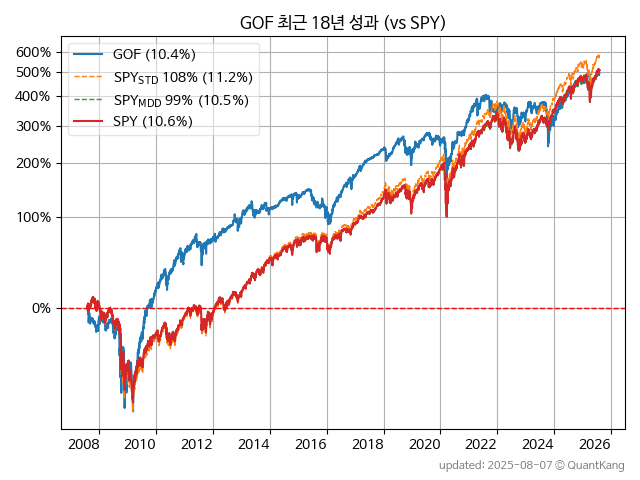 GOF 최근 18년 성과 (vs SPY)
GOF (10.4%)
SPY_STD 108% (11.2%)
SPY_MDD 99% (10.5%)
SPY (10.6%)
600%
500%
400%
300%
200%
100%
0%
2008 2010 2012 2014 2016 2018 2020 2022 2024 2026
updated: 2025-08-07 © QuantKang